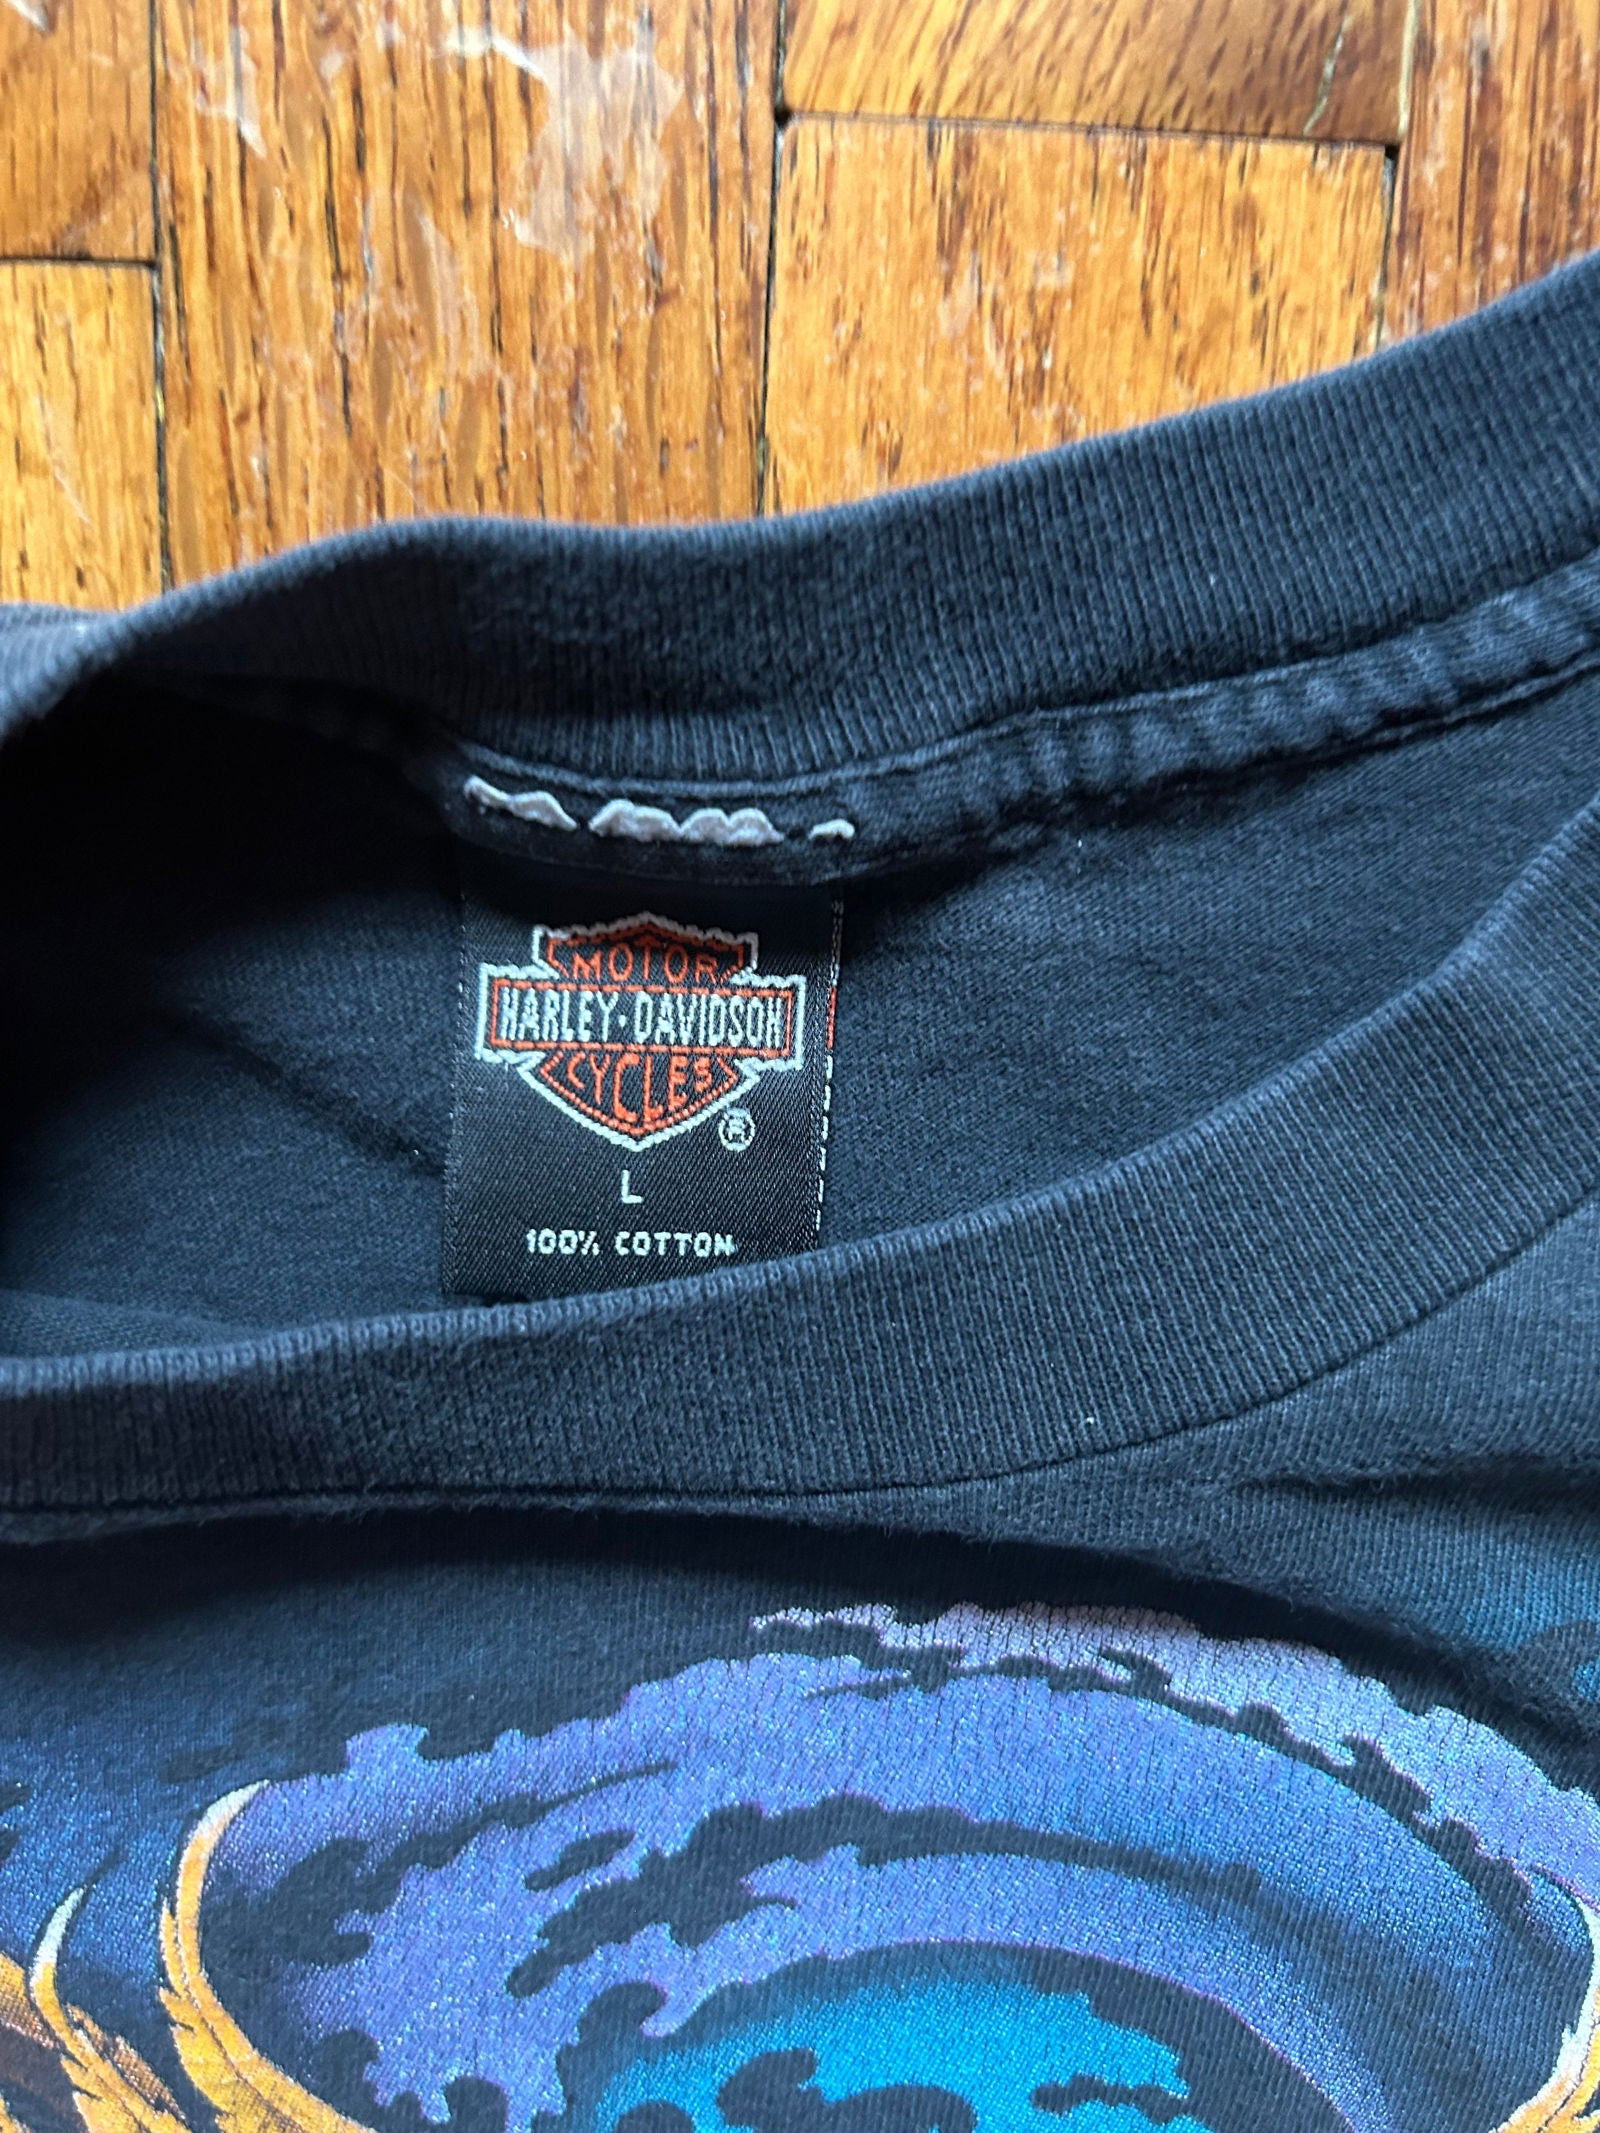 MOTOR
HARLEY-DAVIDSON
CYCLES
®
L
100% COTTON